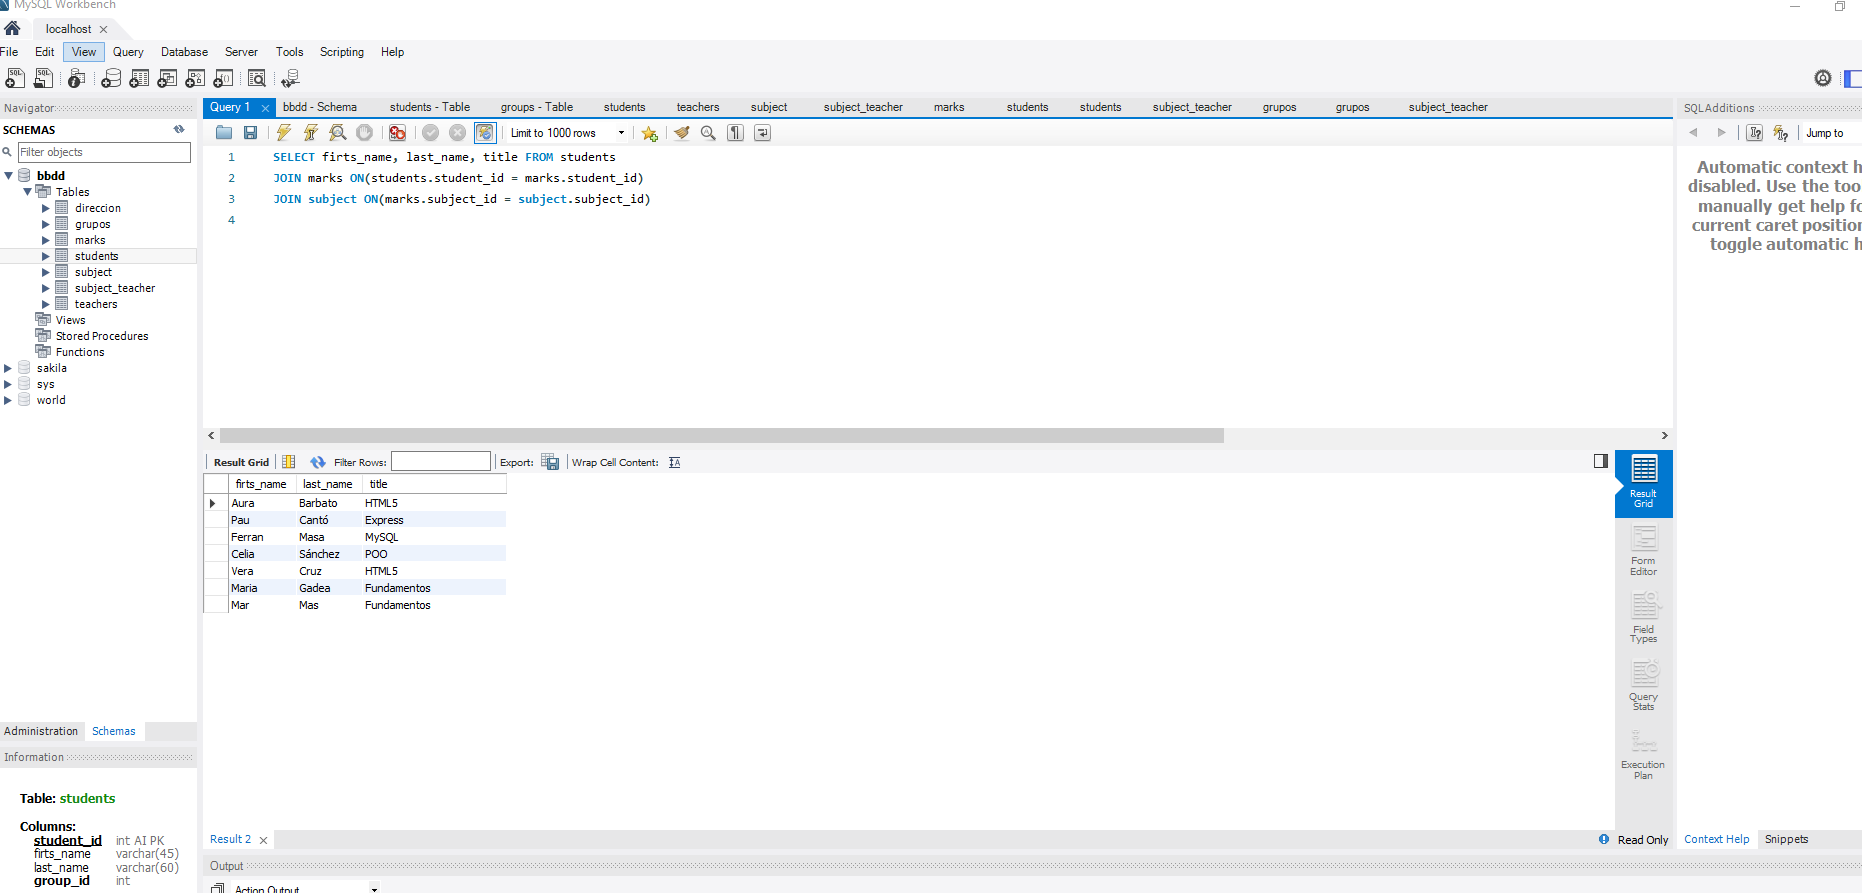 MySQL Workbench
localhost
File Edit View Query Database Server Tools Scripting Help
Navigator
SCHEMAS
Filter objects
bbdd
Tables
direccion
grupos
marks
students
subject
subject_teacher
teachers
Views
Stored Procedures
Functions
sakila
sys
world
Administration Schemas
Information
Table: students
Columns:
student_id int AI PK
firts_name varchar(45)
last_name varchar(60)
group_id int
Query 1 bbdd - Schema students - Table groups - Table students teachers subject subject_teacher marks students students subject_teacher grupos grupos subject_teacher
Limit to 1000 rows
1 SELECT firts_name, last_name, title FROM students
2 JOIN marks ON(students.student_id = marks.student_id)
3 JOIN subject ON(marks.subject_id = subject.subject_id)
4
Result Grid Filter Rows: Export: Wrap Cell Content:
firts_name last_name title
Aura Barbato HTML5
Pau Cantó Express
Ferran Masa MySQL
Celia Sánchez POO
Vera Cruz HTML5
Maria Gadea Fundamentos
Mar Mas Fundamentos
Result
Grid
Form
Editor
Field
Types
Query
Stats
Execution
Plan
Result 2
Read Only
Output
Action Output
SQLAdditions
Jump to
Automatic context h
disabled. Use the too
manually get help fo
current caret position
toggle automatic h
Context Help Snippets